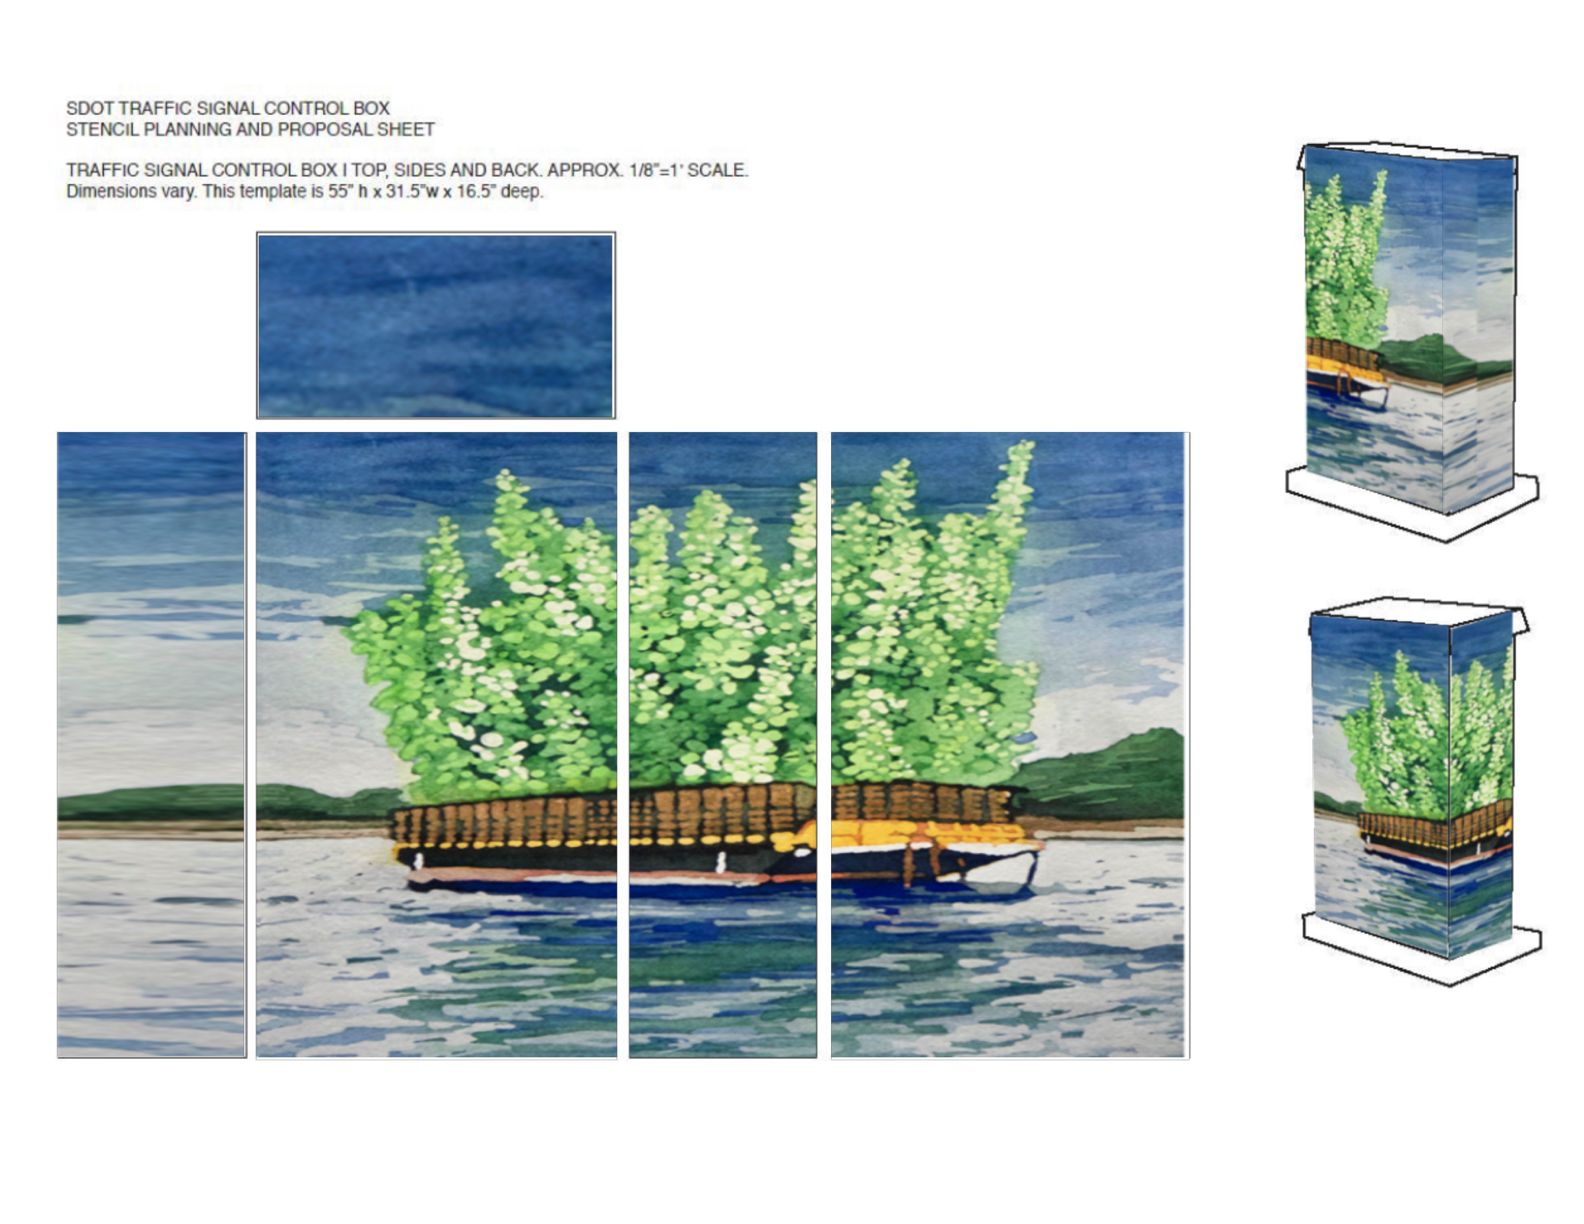 SDOT TRAFFIC SIGNAL CONTROL BOX
STENCIL PLANNING AND PROPOSAL SHEET
TRAFFIC SIGNAL CONTROL BOX I TOP, SIDES AND BACK. APPROX. 1/8"=1' SCALE.
Dimensions vary. This template is 55" h x 31.5"w x 16.5" deep.